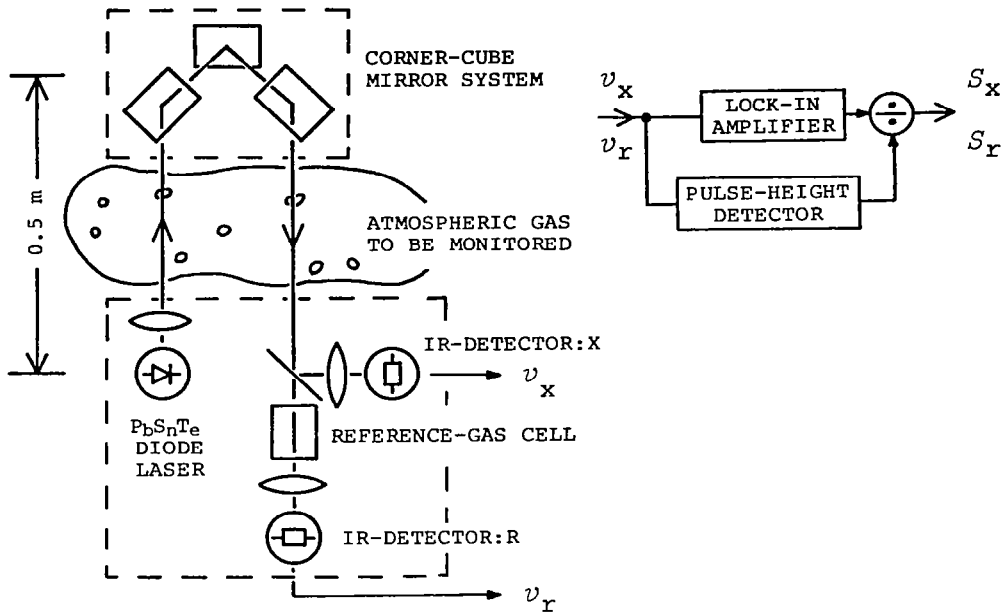 CORNER-CUBE
MIRROR SYSTEM
0.5 m
ATMOSPHERIC GAS
TO BE MONITORED
IR-DETECTOR:X
v_x
PbSnTe
DIODE
LASER
REFERENCE-GAS CELL
IR-DETECTOR:R
v_r
v_x
v_r
LOCK-IN
AMPLIFIER
÷
S_x
S_r
PULSE-HEIGHT
DETECTOR